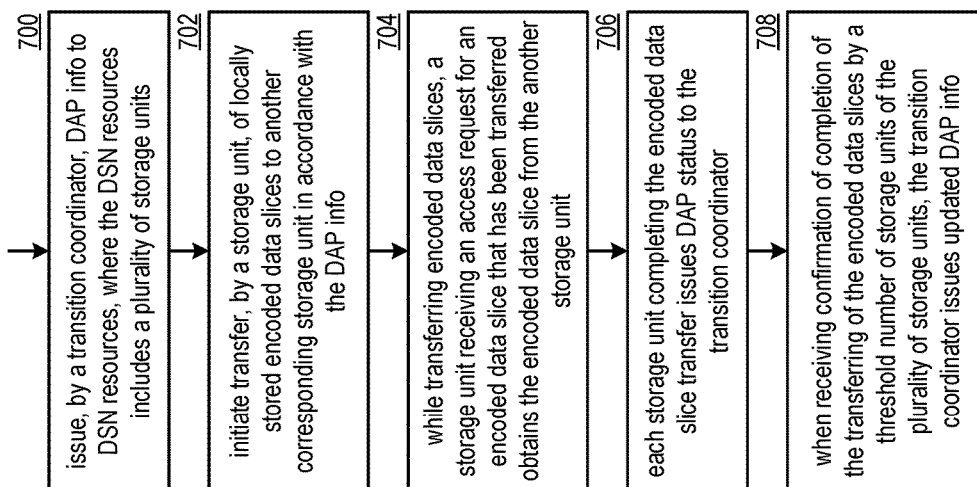 700
issue, by a transition coordinator, DAP info to
DSN resources, where the DSN resources
includes a plurality of storage units
702
initiate transfer, by a storage unit, of locally
stored encoded data slices to another
corresponding storage unit in accordance with
the DAP info
704
while transferring encoded data slices, a
storage unit receiving an access request for an
encoded data slice that has been transferred
obtains the encoded data slice from the another
storage unit
706
each storage unit completing the encoded data
slice transfer issues DAP status to the
transition coordinator
708
when receiving confirmation of completion of
the transferring of the encoded data slices by a
threshold number of storage units of the
plurality of storage units, the transition
coordinator issues updated DAP info